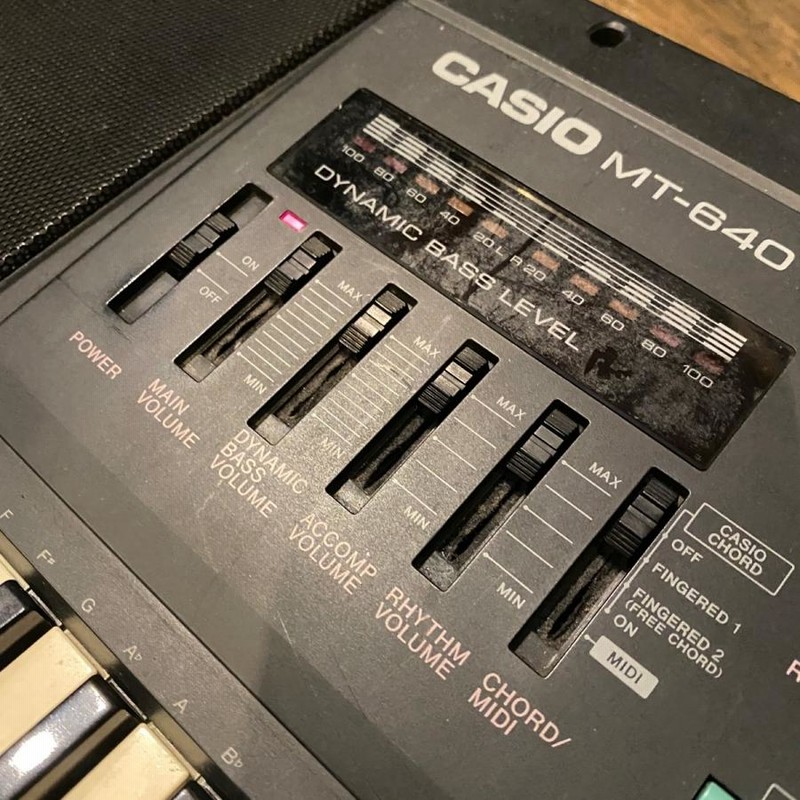 CASIO MT-640
100 80 60 40 20 L R 20 40 60 80 100
DYNAMIC BASS LEVEL
ON
OFF
POWER
MAX
MIN
MAIN
VOLUME
MAX
MIN
DYNAMIC
BASS
VOLUME
MAX
MIN
ACCOMP
VOLUME
MAX
MIN
RHYTHM
VOLUME
CASIO
CHORD
OFF
FINGERED 1
FINGERED 2
(FREE CHORD)
ON
MIDI
CHORD/
MIDI
R
F F# G A♭ A B♭